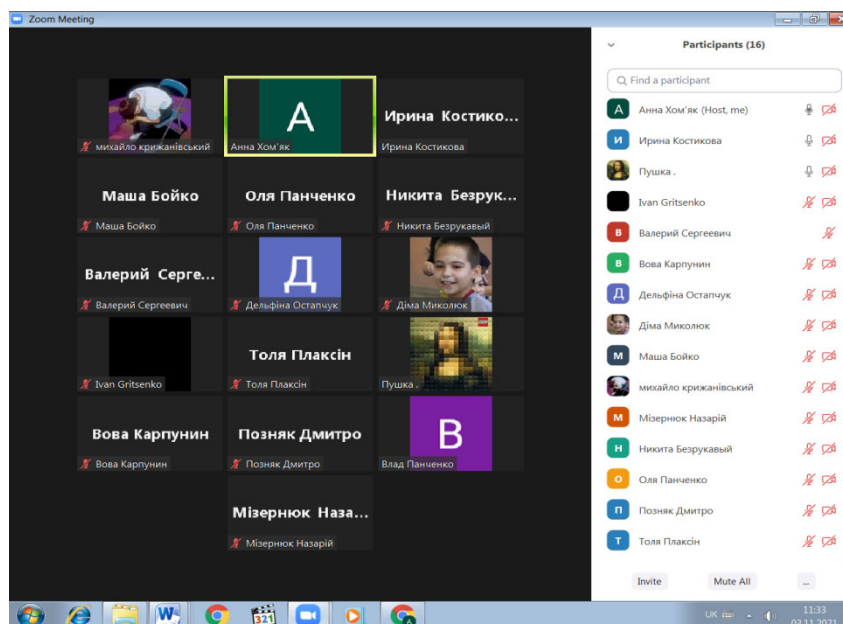 Zoom Meeting
михайло крижанівський
А
Анна Хом'як
Ирина Костико...
Ирина Костикова
Маша Бойко
Маша Бойко
Оля Панченко
Оля Панченко
Никита Безрук...
Никита Безрукавый
Валерий Серге...
Валерий Сергеевич
Д
Дельфіна Остапчук
Діма Миколюк
Ivan Gritsenko
Толя Плаксін
Толя Плаксін
Пушка .
Вова Карпунин
Вова Карпунин
Позняк Дмитро
Позняк Дмитро
В
Влад Панченко
Мізернюк Наза...
Мізернюк Назарій
Participants (16)
Find a participant
А Анна Хом'як (Host, me)
И Ирина Костикова
Пушка .
Ivan Gritsenko
В Валерий Сергеевич
В Вова Карпунин
Д Дельфіна Остапчук
Діма Миколюк
М Маша Бойко
михайло крижанівський
М Мізернюк Назарій
Н Никита Безрукавый
О Оля Панченко
П Позняк Дмитро
Т Толя Плаксін
Invite Mute All ...
W 321 UK 11:33
03.11.2021